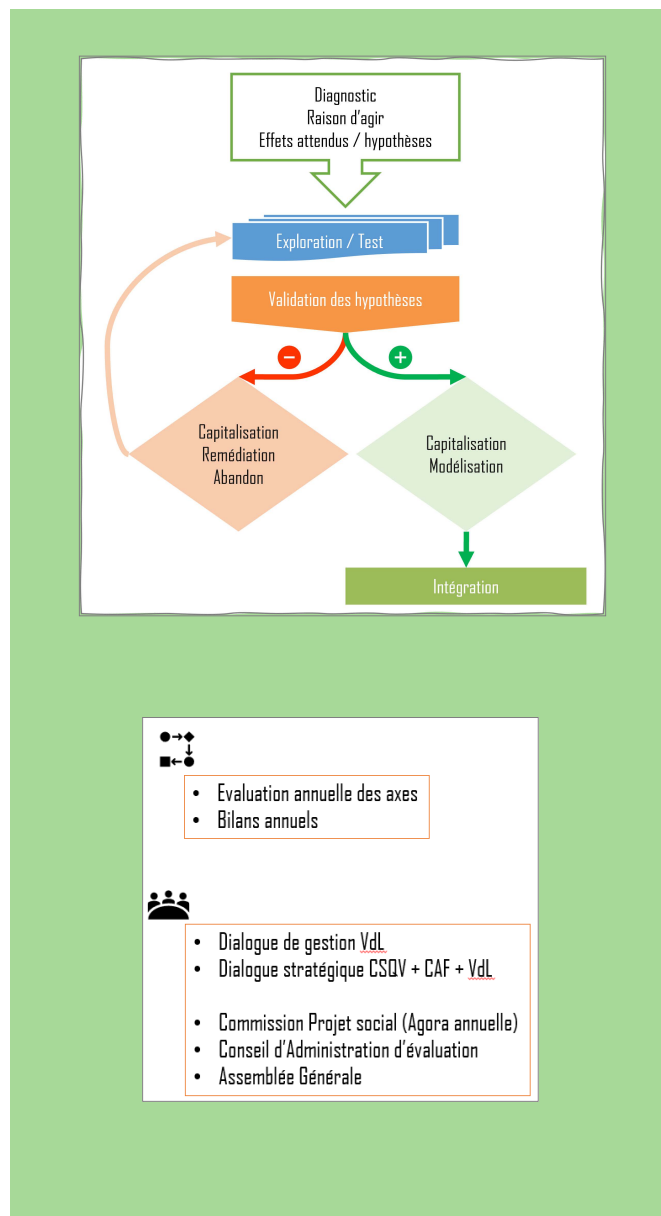 Diagnostic
Raison d'agir
Effets attendus / hypothèses
Exploration / Test
Validation des hypothèses
Capitalisation
Remédiation
Abandon
Capitalisation
Modélisation
Intégration
• Evaluation annuelle des axes
• Bilans annuels
• Dialogue de gestion VdL
• Dialogue stratégique CSQV + CAF + VdL
• Commission Projet social (Agora annuelle)
• Conseil d'Administration d'évaluation
• Assemblée Générale